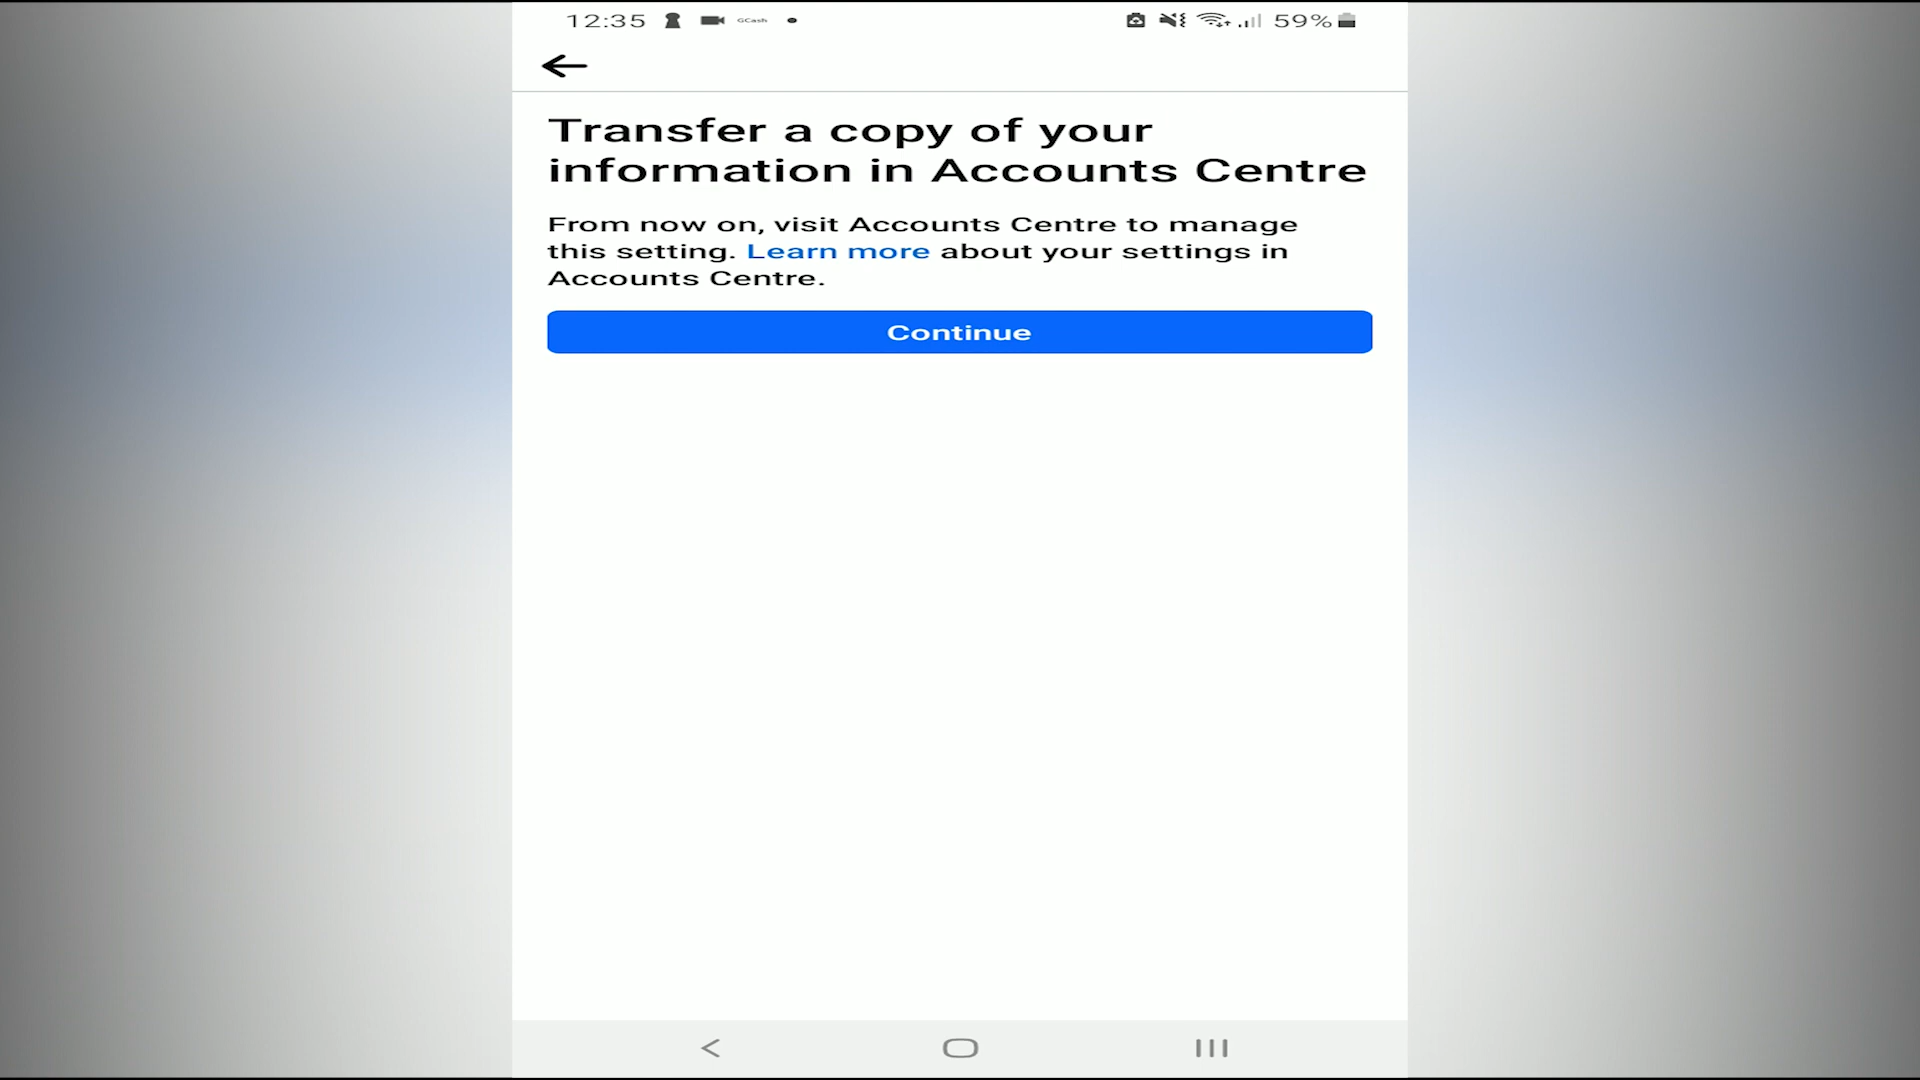 12:35 GCash 59%
Transfer a copy of your
information in Accounts Centre
From now on, visit Accounts Centre to manage
this setting. Learn more about your settings in
Accounts Centre.
Continue